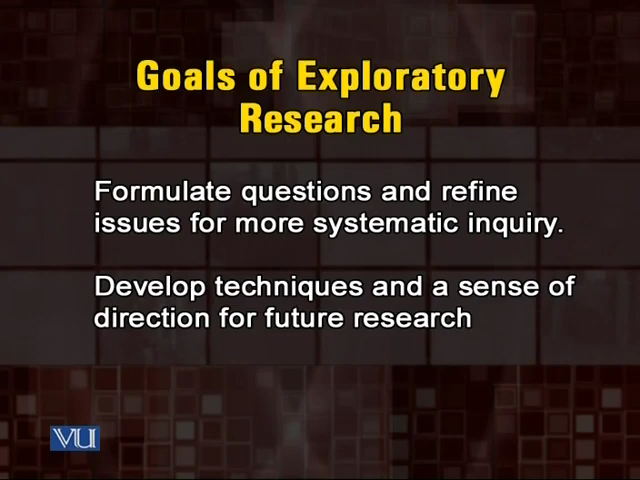 Goals of Exploratory
Research
Formulate questions and refine
issues for more systematic inquiry.
Develop techniques and a sense of
direction for future research
VU